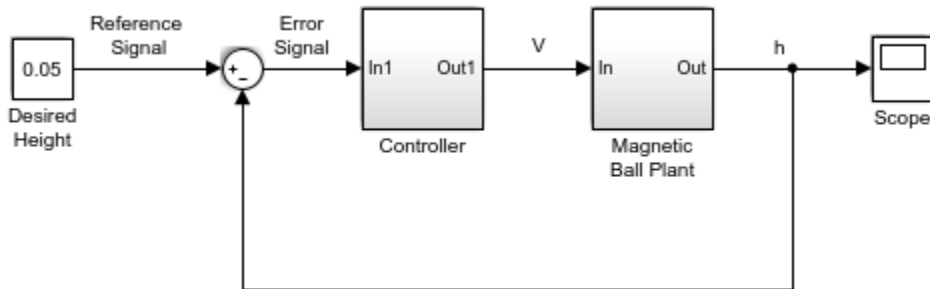 Reference
Signal
Error
Signal
V
h
0.05
+
−
In1
Out1
In
Out
Desired
Height
Controller
Magnetic
Ball Plant
Scope